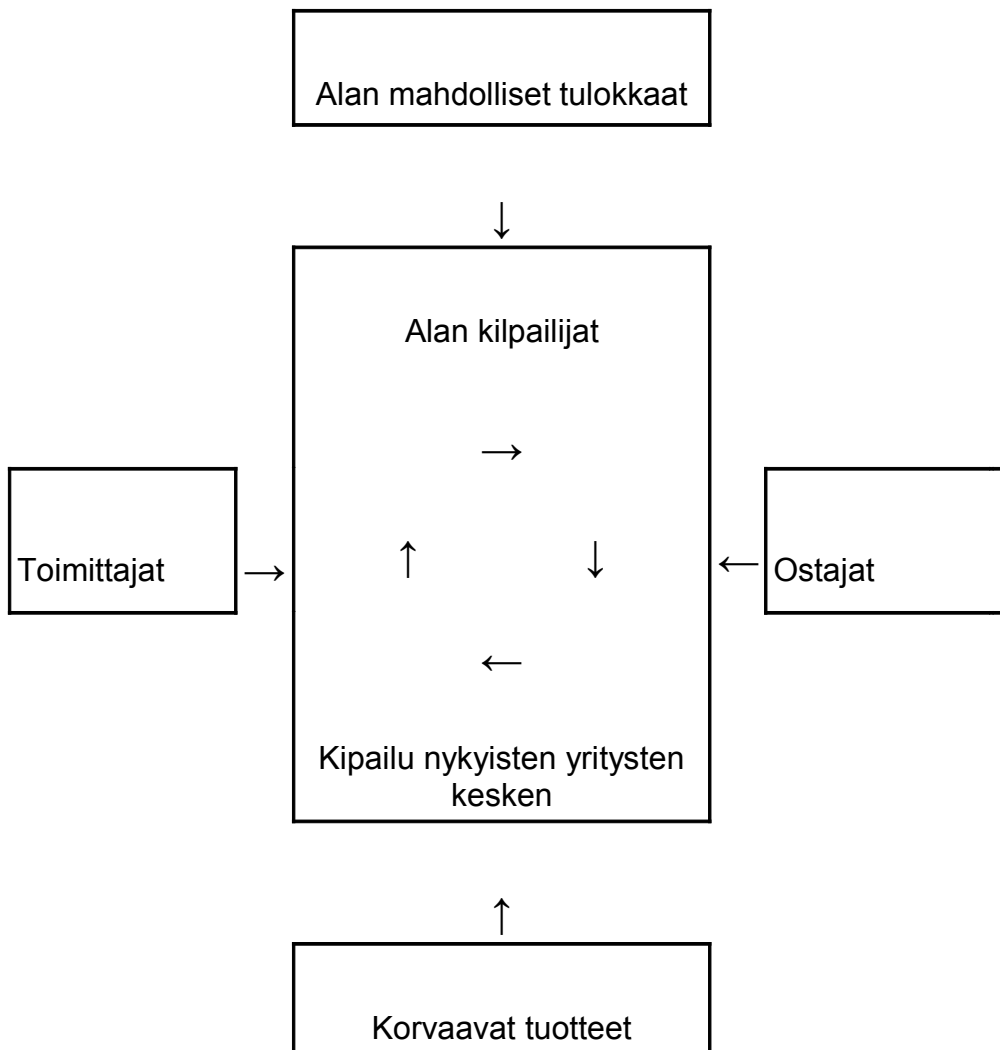 Alan mahdolliset tulokkaat
↓
Alan kilpailijat
→
Toimittajat → ↑ ↓ ← Ostajat
←
Kipailu nykyisten yritysten
kesken
↑
Korvaavat tuotteet